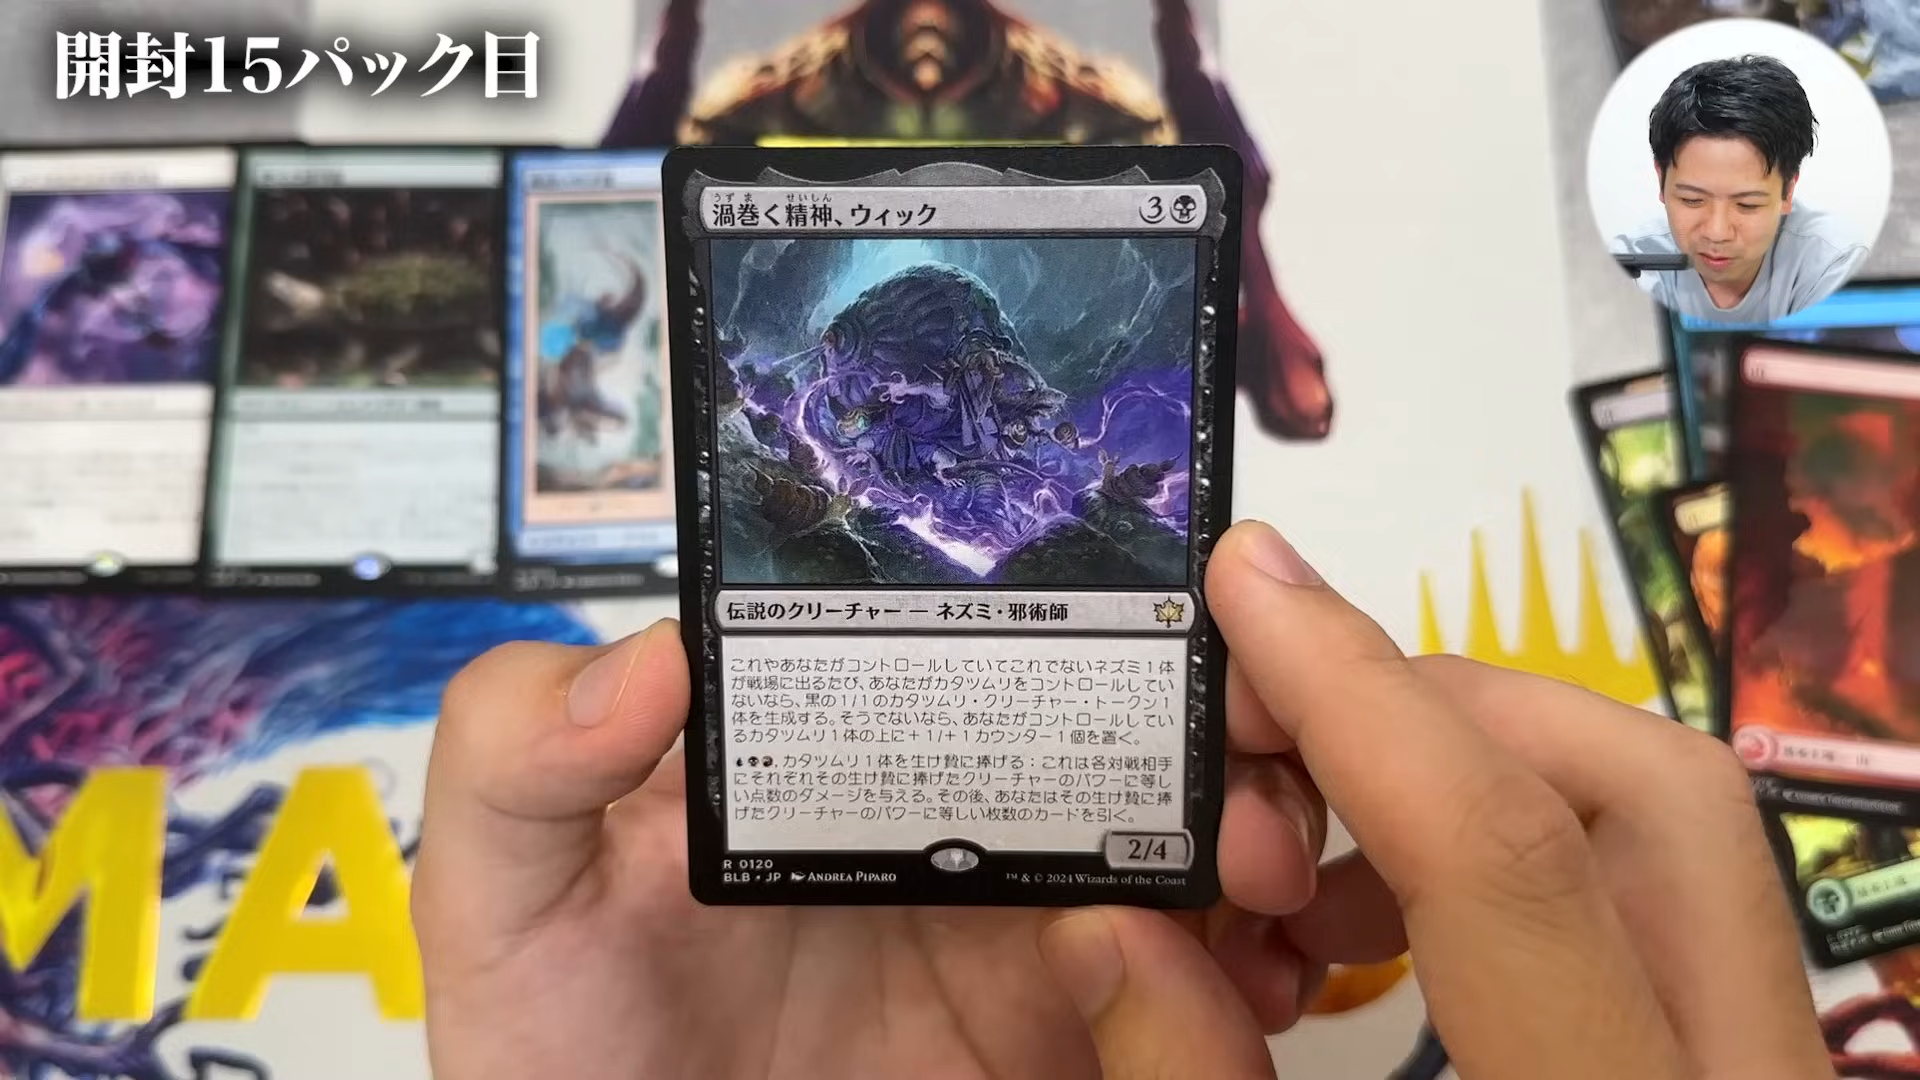 開封15パック目
うずま せいしん
渦巻く精神、ウィック
3
伝説のクリーチャー ― ネズミ・邪術師
これやあなたがコントロールしていてこれでないネズミ1体
が戦場に出るたび、あなたがカタツムリをコントロールしてい
ないなら、黒の1/1のカタツムリ・クリーチャー・トークン1
体を生成する。そうでないなら、あなたがコントロールしてい
るカタツムリ1体の上に+1/+1カウンター1個を置く。
, カタツムリ1体を生け贄に捧げる:これは各対戦相手
にそれぞれその生け贄に捧げたクリーチャーのパワーに等し
い点数のダメージを与える。その後、あなたはその生け贄に捧
げたクリーチャーのパワーに等しい枚数のカードを引く。
2/4
R 0120
BLB • JP ANDREA PIPARO
™ & © 2024 Wizards of the Coast
MA